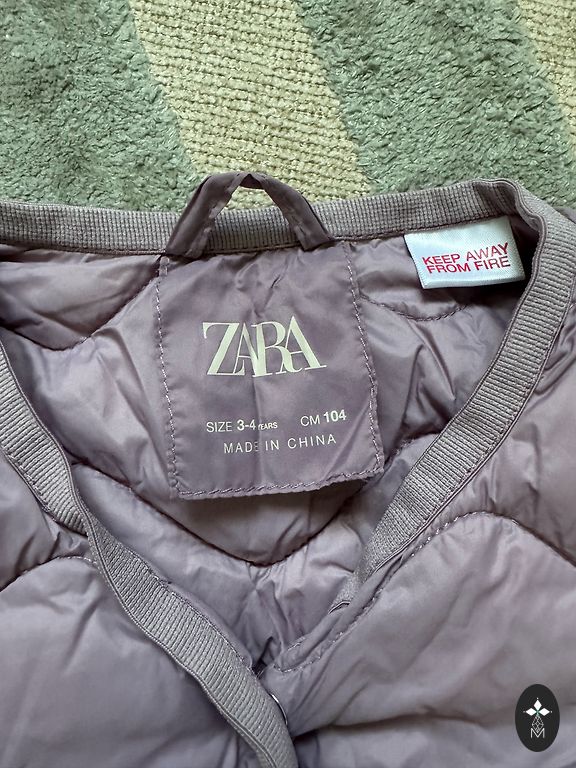 KEEP AWAY
FROM FIRE
ZARA
SIZE 3-4 YEARS CM 104
MADE IN CHINA
M